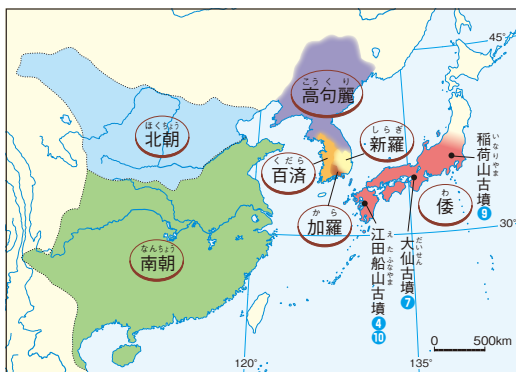 45°
こうくり
高句麗
ほくちょう
北朝
しらぎ
新羅
くだら
百済
いなりやま
稲荷山古墳
9
わ
倭
から
加羅
なんちょう
南朝
30°
だいせん
大仙古墳
7
えたふなやま
江田船山古墳
4
10
0 500km
120°
135°